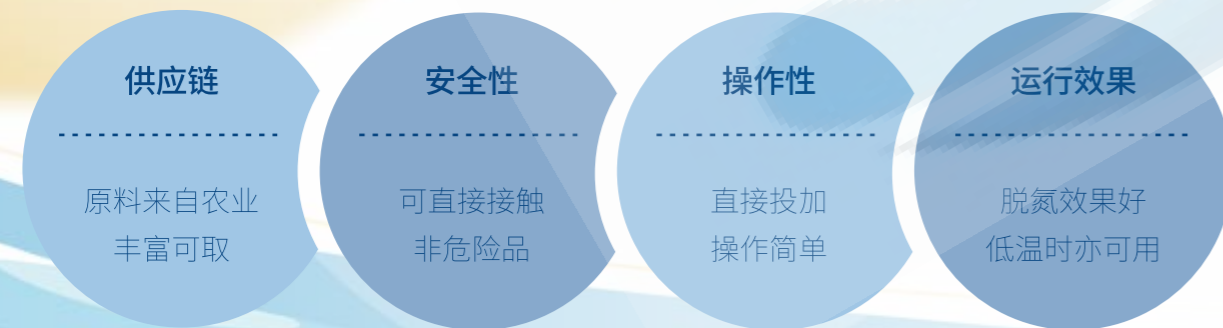 供应链
原料来自农业
丰富可取
安全性
可直接接触
非危险品
操作性
直接投加
操作简单
运行效果
脱氮效果好
低温时亦可用